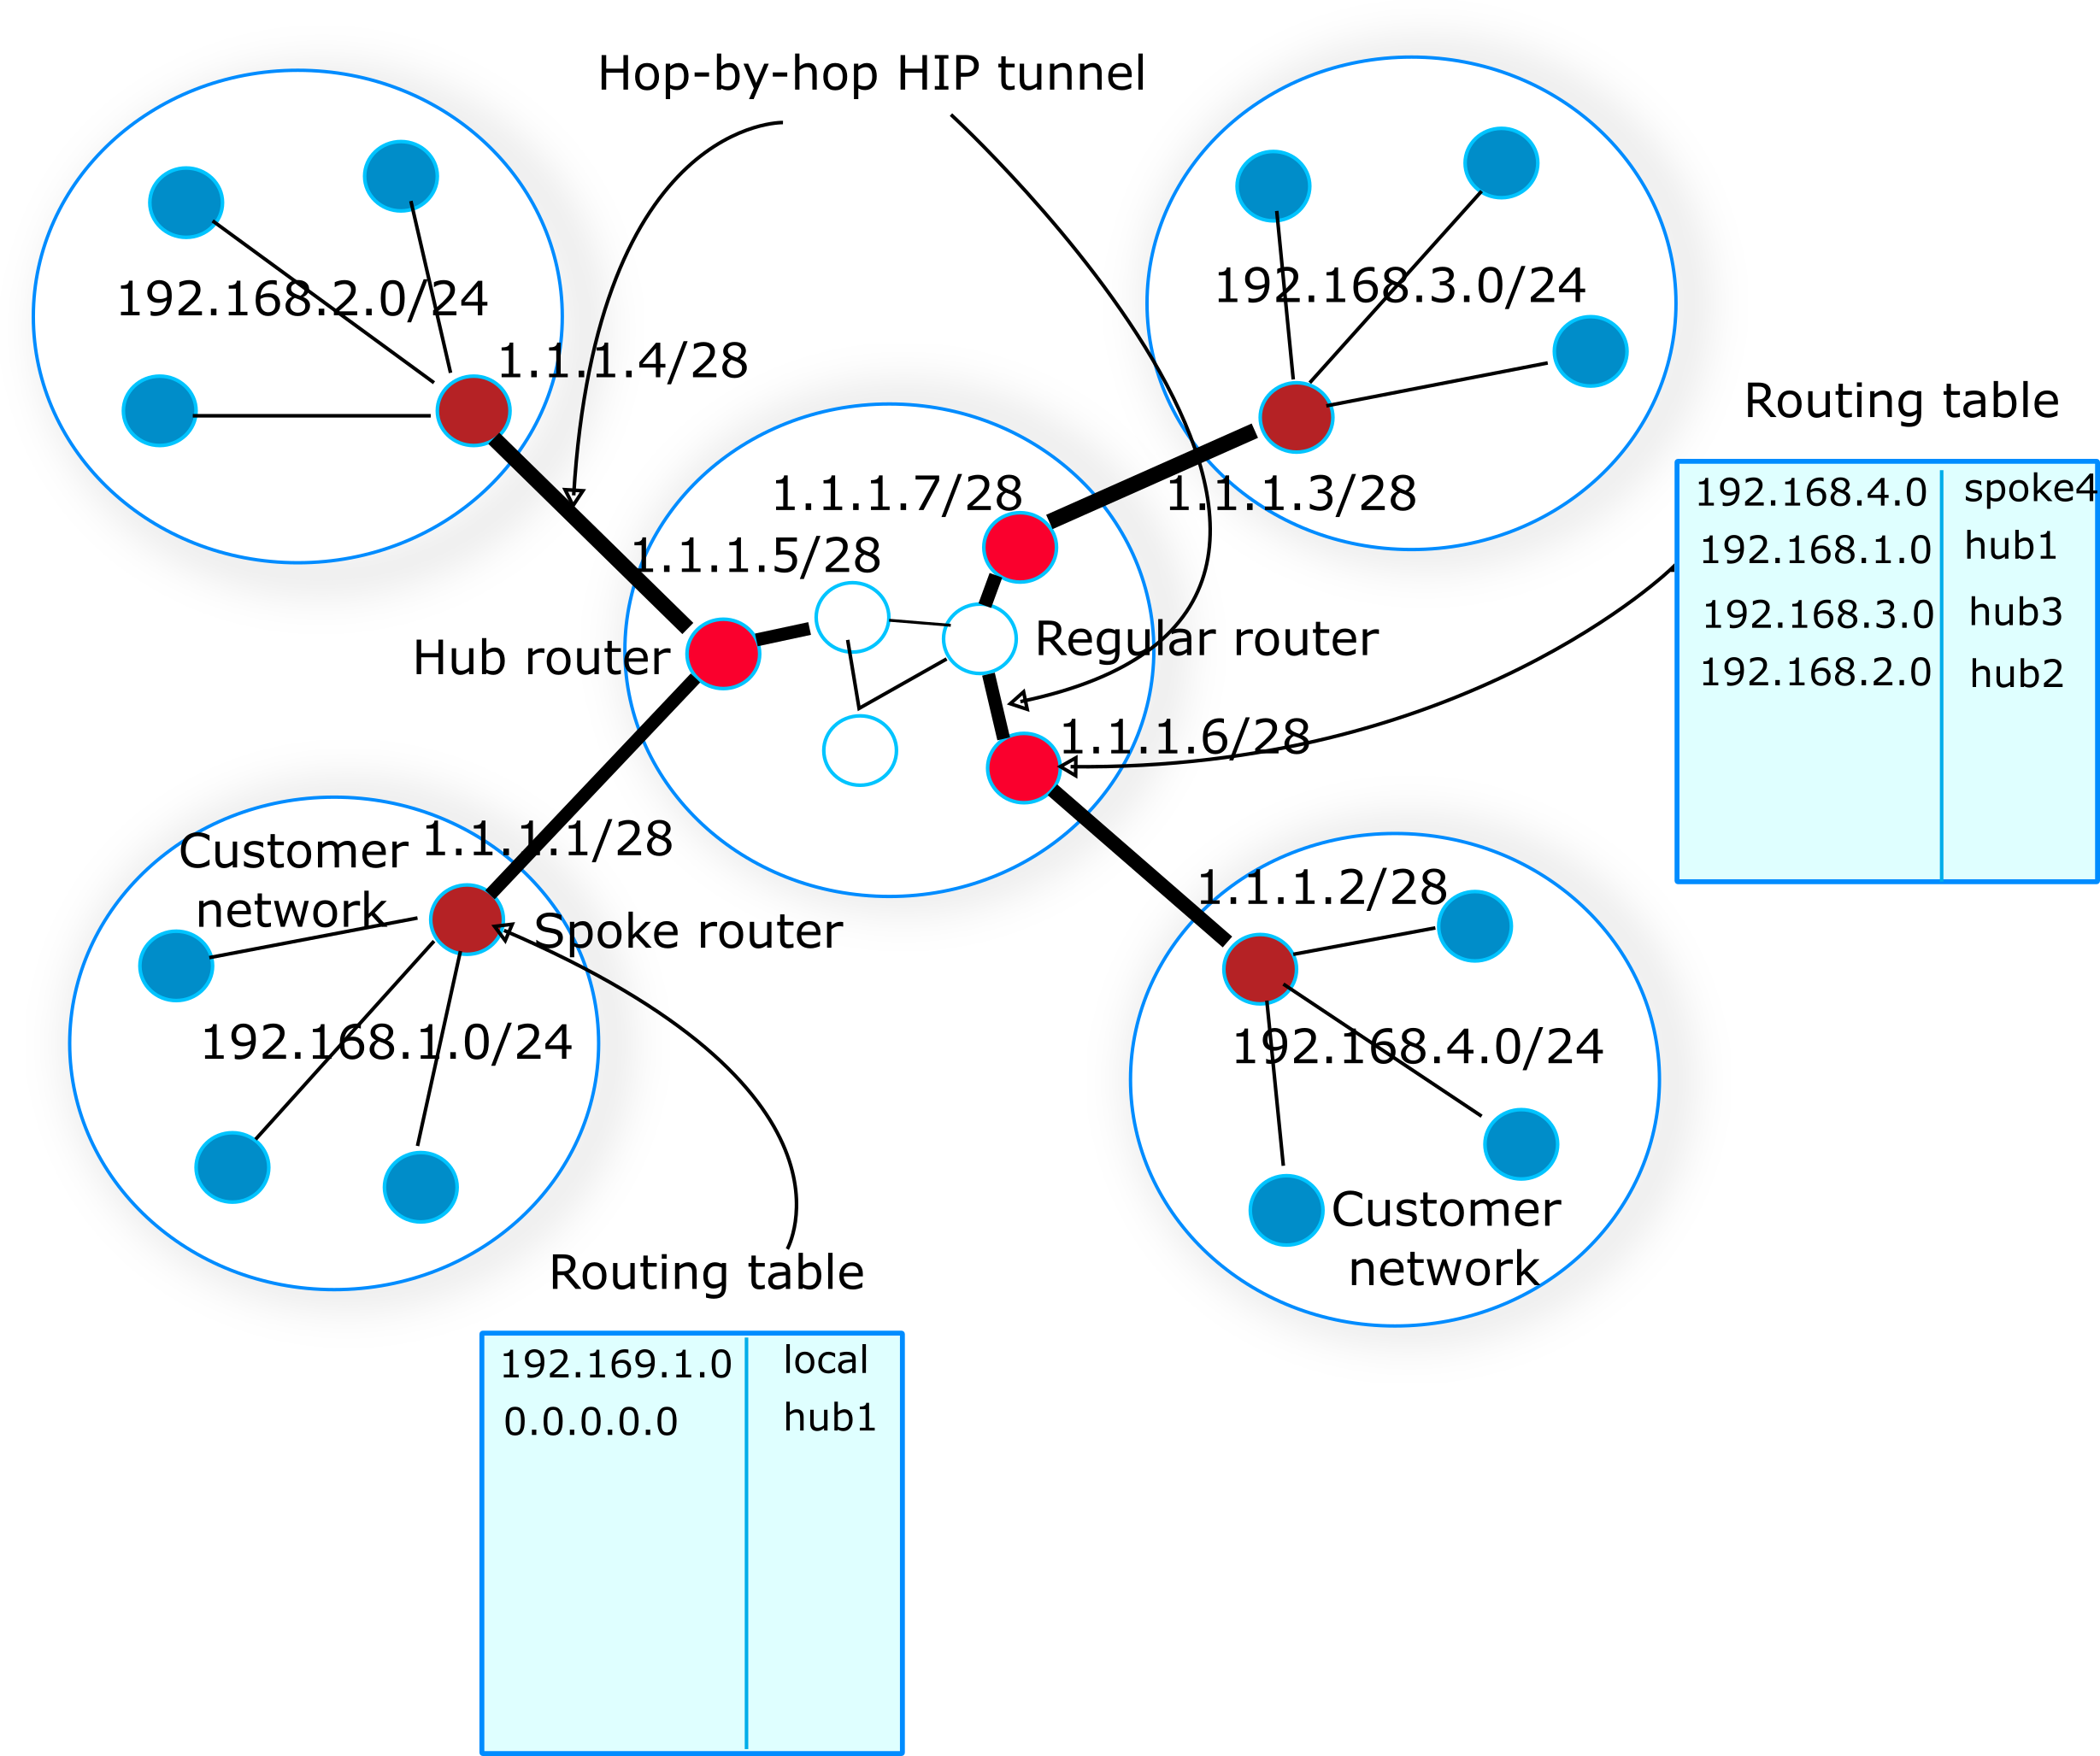 Hop-by-hop HIP tunnel
192.168.2.0/24
192.168.3.0/24
1.1.1.4/28
Routing table
1.1.1.7/28
1.1.1.3/28
192.168.4.0 spoke4
192.168.1.0 hub1
192.168.3.0 hub3
192.168.2.0 hub2
1.1.1.5/28
Hub router
Regular router
1.1.1.6/28
1.1.1.1/28
Customer
network
Spoke router
1.1.1.2/28
192.168.1.0/24
192.168.4.0/24
Customer
network
Routing table
192.169.1.0 local
0.0.0.0.0 hub1